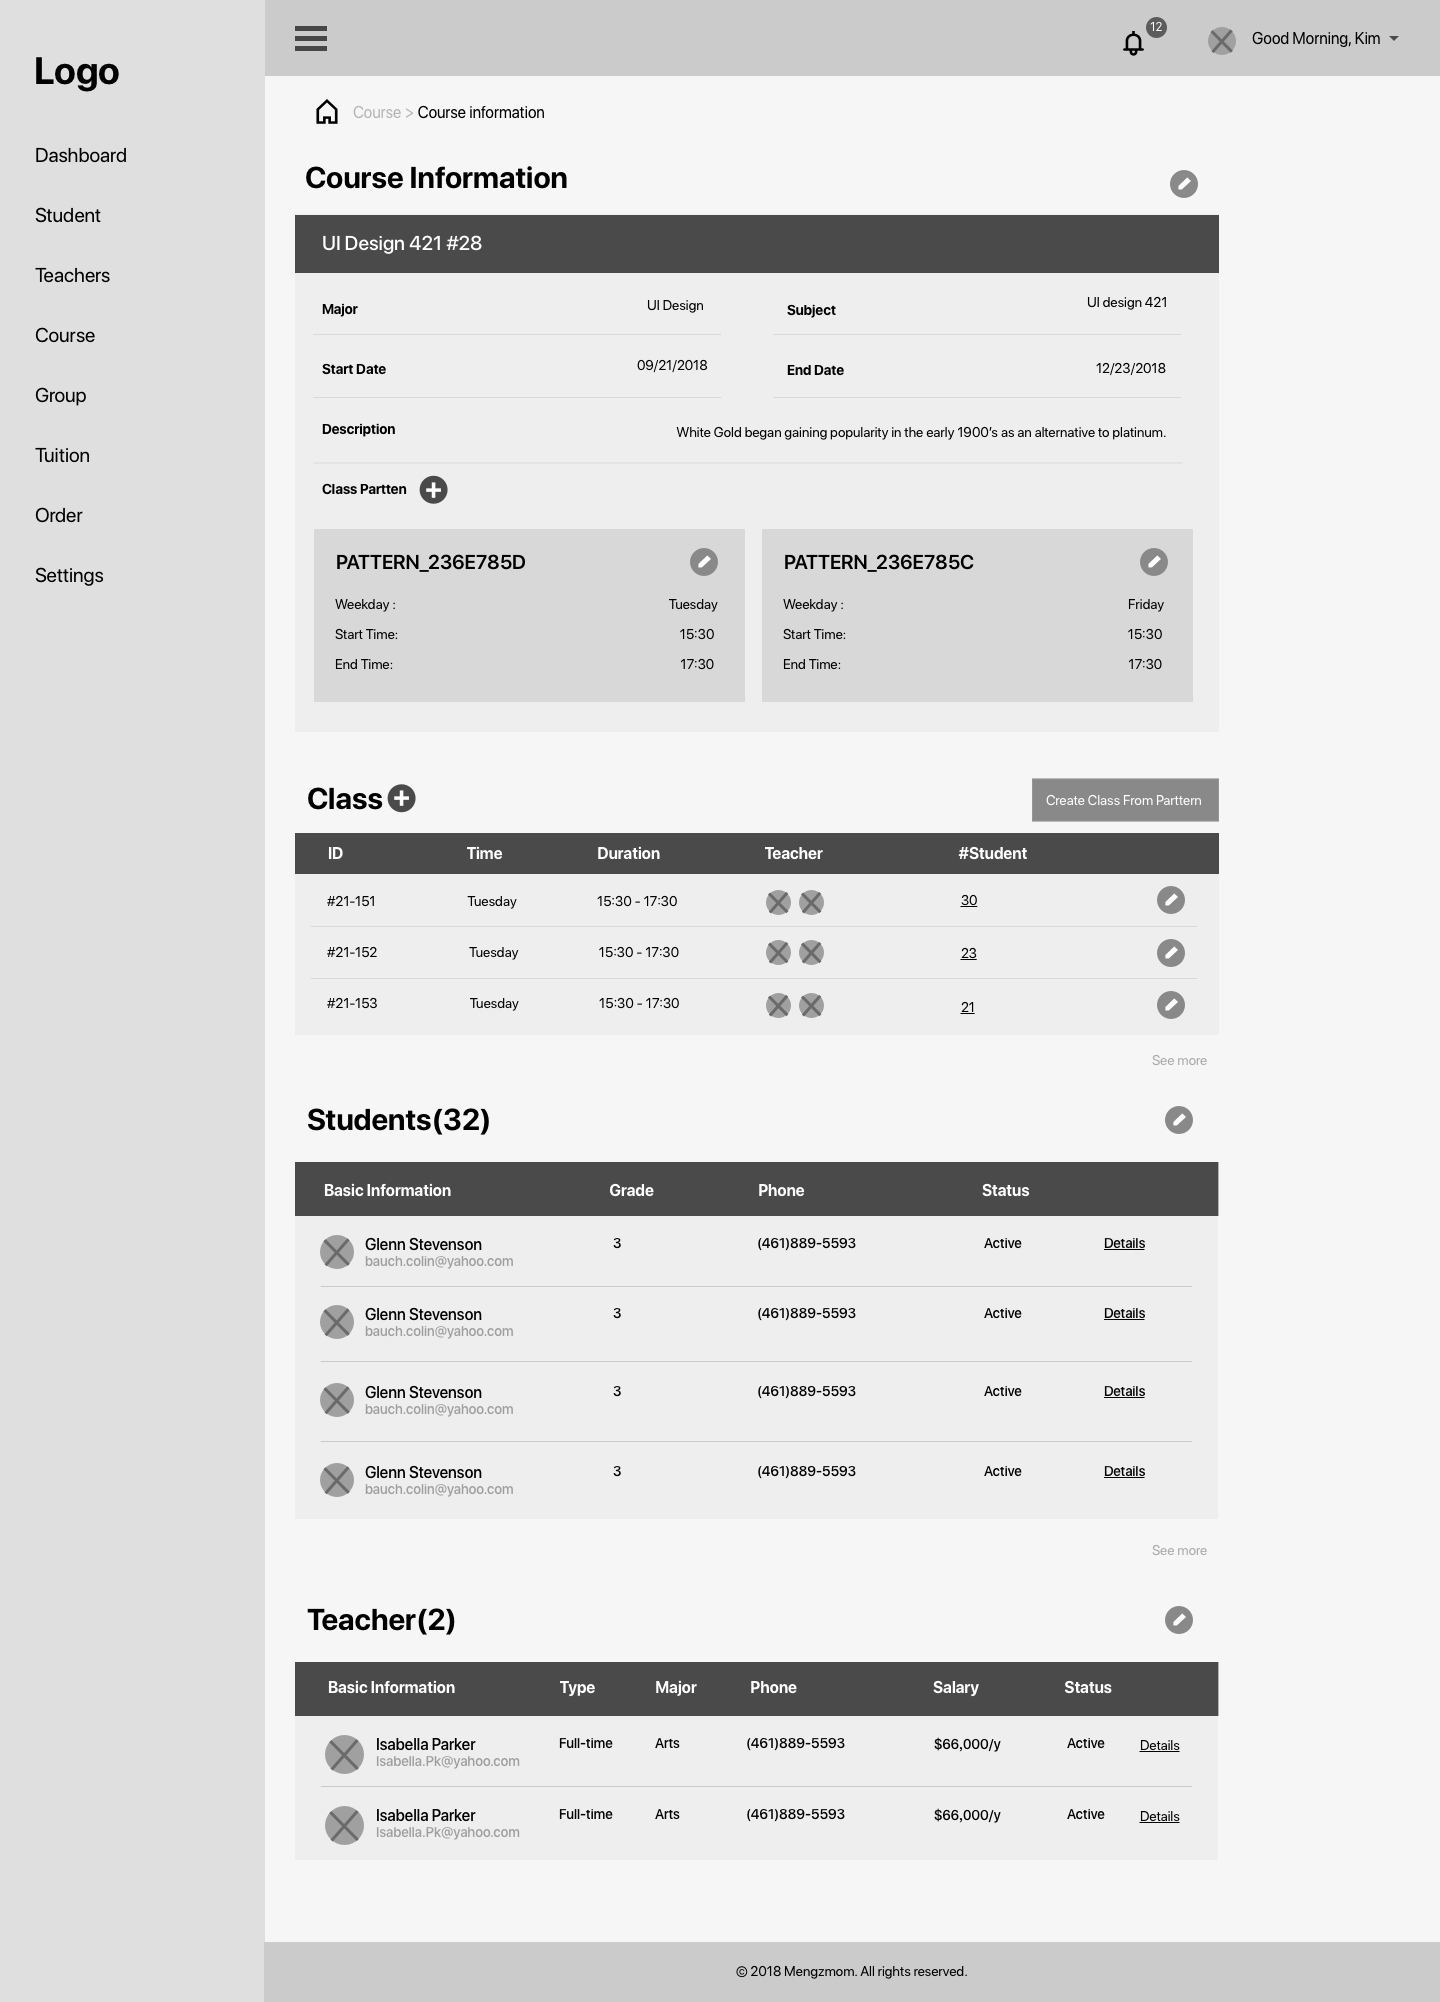 Logo
Dashboard
Student
Teachers
Course
Group
Tuition
Order
Settings
12
Good Morning, Kim
Course > Course information
Course Information
UI Design 421 #28
Major UI Design Subject UI design 421
Start Date 09/21/2018 End Date 12/23/2018
Description White Gold began gaining popularity in the early 1900's as an alternative to platinum.
Class Partten
PATTERN_236E785D
Weekday : Tuesday
Start Time: 15:30
End Time: 17:30
PATTERN_236E785C
Weekday : Friday
Start Time: 15:30
End Time: 17:30
Class
Create Class From Parttern
ID Time Duration Teacher #Student
#21-151 Tuesday 15:30 - 17:30 30
#21-152 Tuesday 15:30 - 17:30 23
#21-153 Tuesday 15:30 - 17:30 21
See more
Students(32)
Basic Information Grade Phone Status
Glenn Stevenson 3 (461)889-5593 Active Details
bauch.colin@yahoo.com
Glenn Stevenson 3 (461)889-5593 Active Details
bauch.colin@yahoo.com
Glenn Stevenson 3 (461)889-5593 Active Details
bauch.colin@yahoo.com
Glenn Stevenson 3 (461)889-5593 Active Details
bauch.colin@yahoo.com
See more
Teacher(2)
Basic Information Type Major Phone Salary Status
Isabella Parker Full-time Arts (461)889-5593 $66,000/y Active Details
Isabella.Pk@yahoo.com
Isabella Parker Full-time Arts (461)889-5593 $66,000/y Active Details
Isabella.Pk@yahoo.com
© 2018 Mengzmom. All rights reserved.